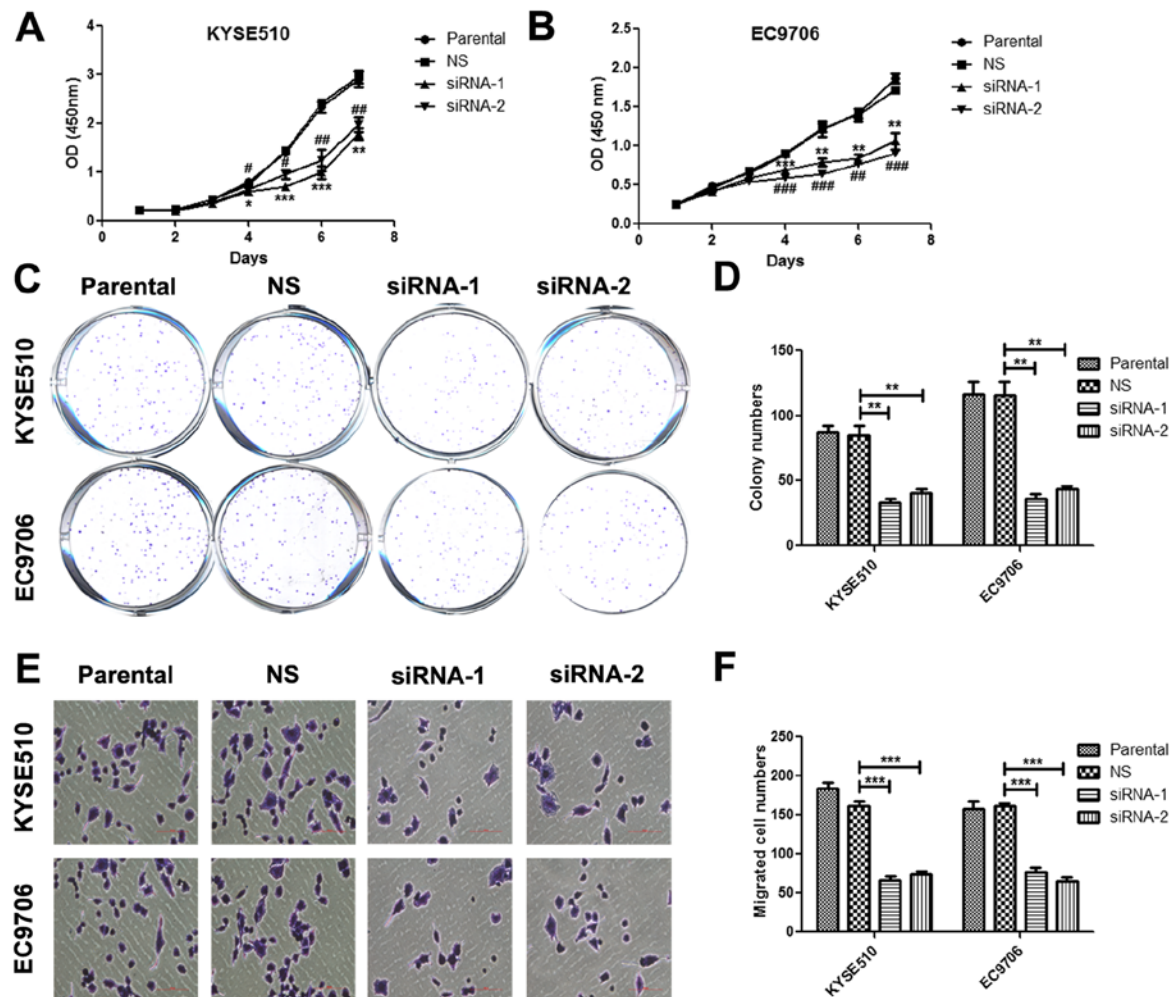 A
KYSE510
OD (450nm)
4
3
2
1
0
0
2
4
6
8
Days
Parental
NS
siRNA-1
siRNA-2
#
#
##
##
*
***
***
**
B
EC9706
OD (450 nm)
2.5
2.0
1.5
1.0
0.5
0.0
0
2
4
6
8
Days
Parental
NS
siRNA-1
siRNA-2
***
**
**
**
###
###
##
###
C
Parental
NS
siRNA-1
siRNA-2
KYSE510
EC9706
D
Colony numbers
150
100
50
0
**
**
**
**
KYSE510
EC9706
Parental
NS
siRNA-1
siRNA-2
E
Parental
NS
siRNA-1
siRNA-2
KYSE510
EC9706
F
Migrated cell numbers
250
200
150
100
50
0
***
***
***
***
KYSE510
EC9706
Parental
NS
siRNA-1
siRNA-2